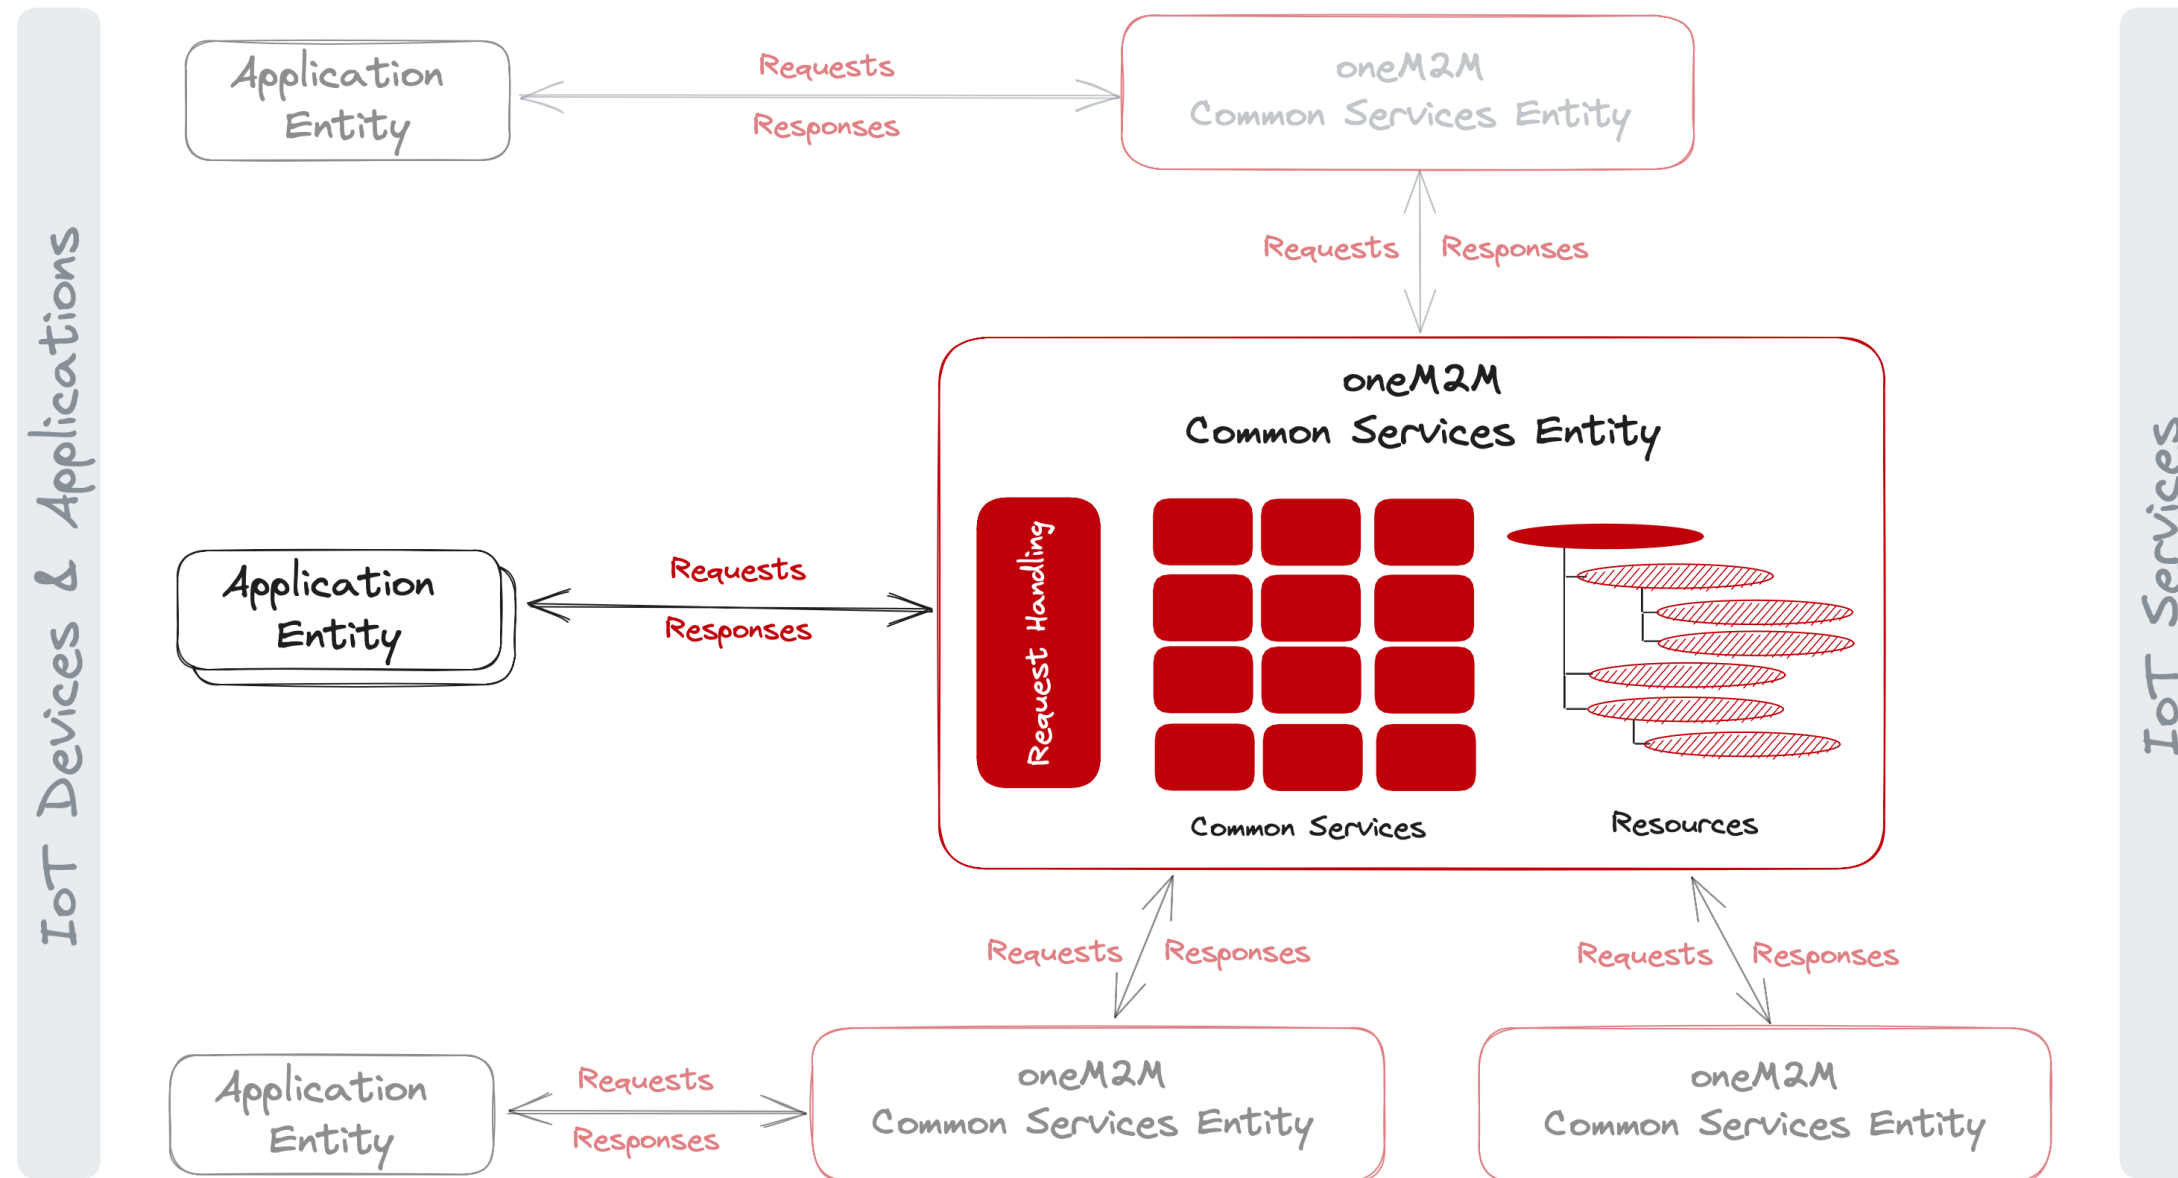 IoT Devices & Applications
Application
Entity
Requests
Responses
oneM2M
Common Services Entity
Requests
Responses
oneM2M
Common Services Entity
Application
Entity
Requests
Responses
Request Handling
Common Services
Resources
Requests
Responses
Requests
Responses
Application
Entity
Requests
Responses
oneM2M
Common Services Entity
oneM2M
Common Services Entity
IoT Services